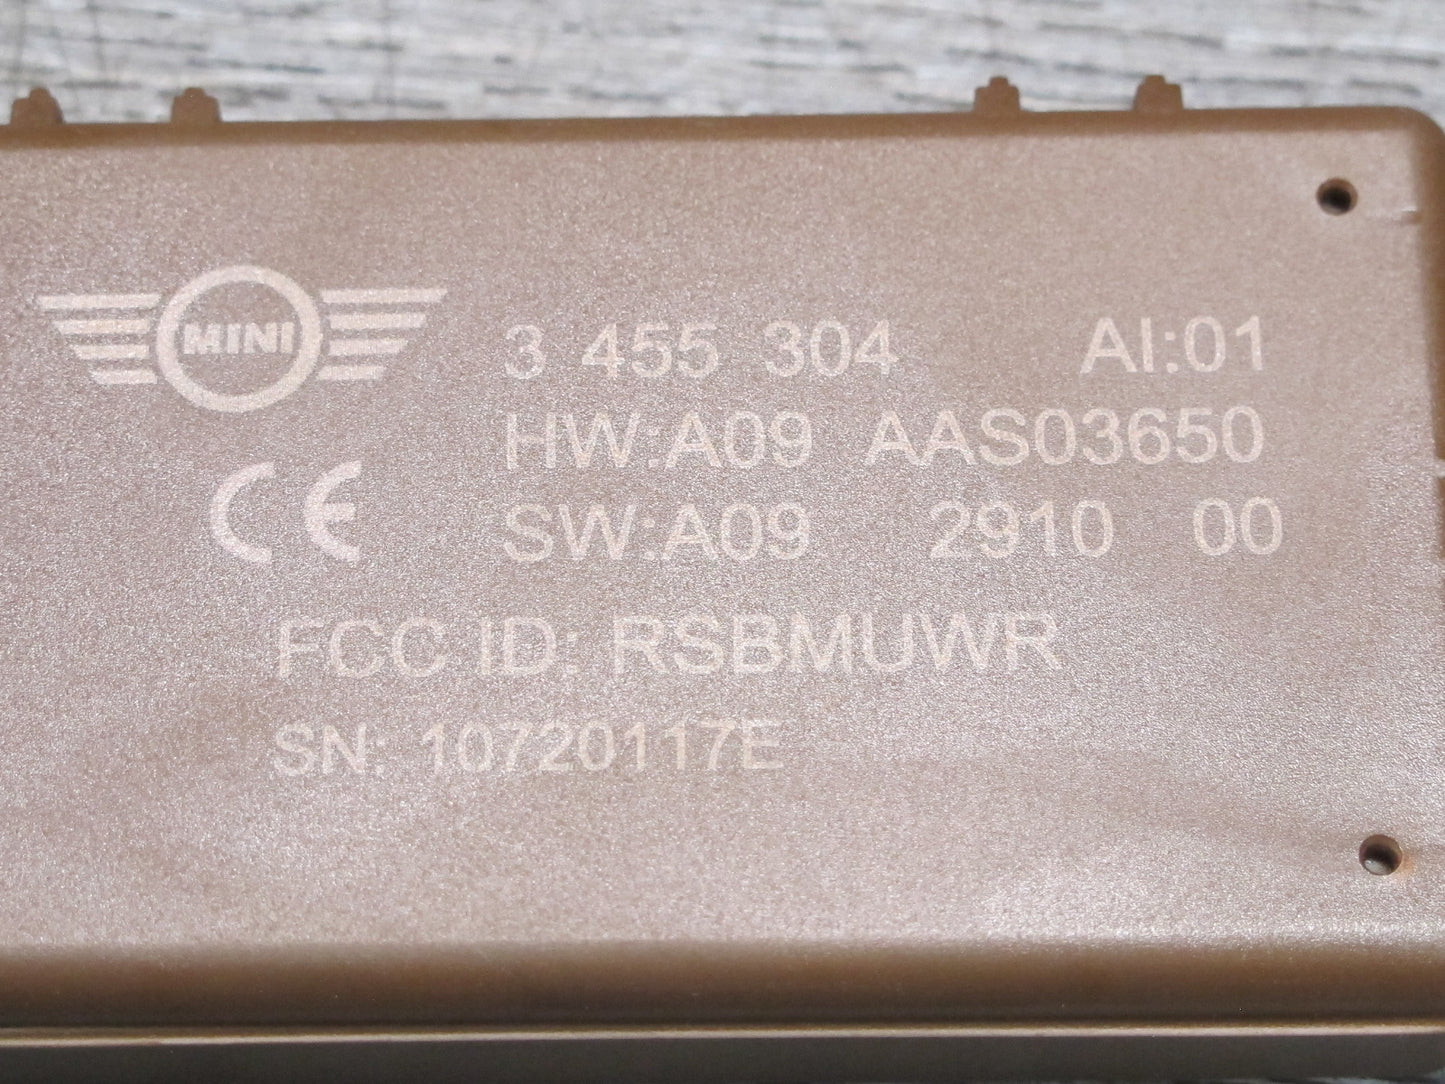 MINI
3 455 304 AI:01
HW:A09 AAS03650
SW:A09 2910 00
CE
FCC ID: RSBMUWR
SN: 10720117E